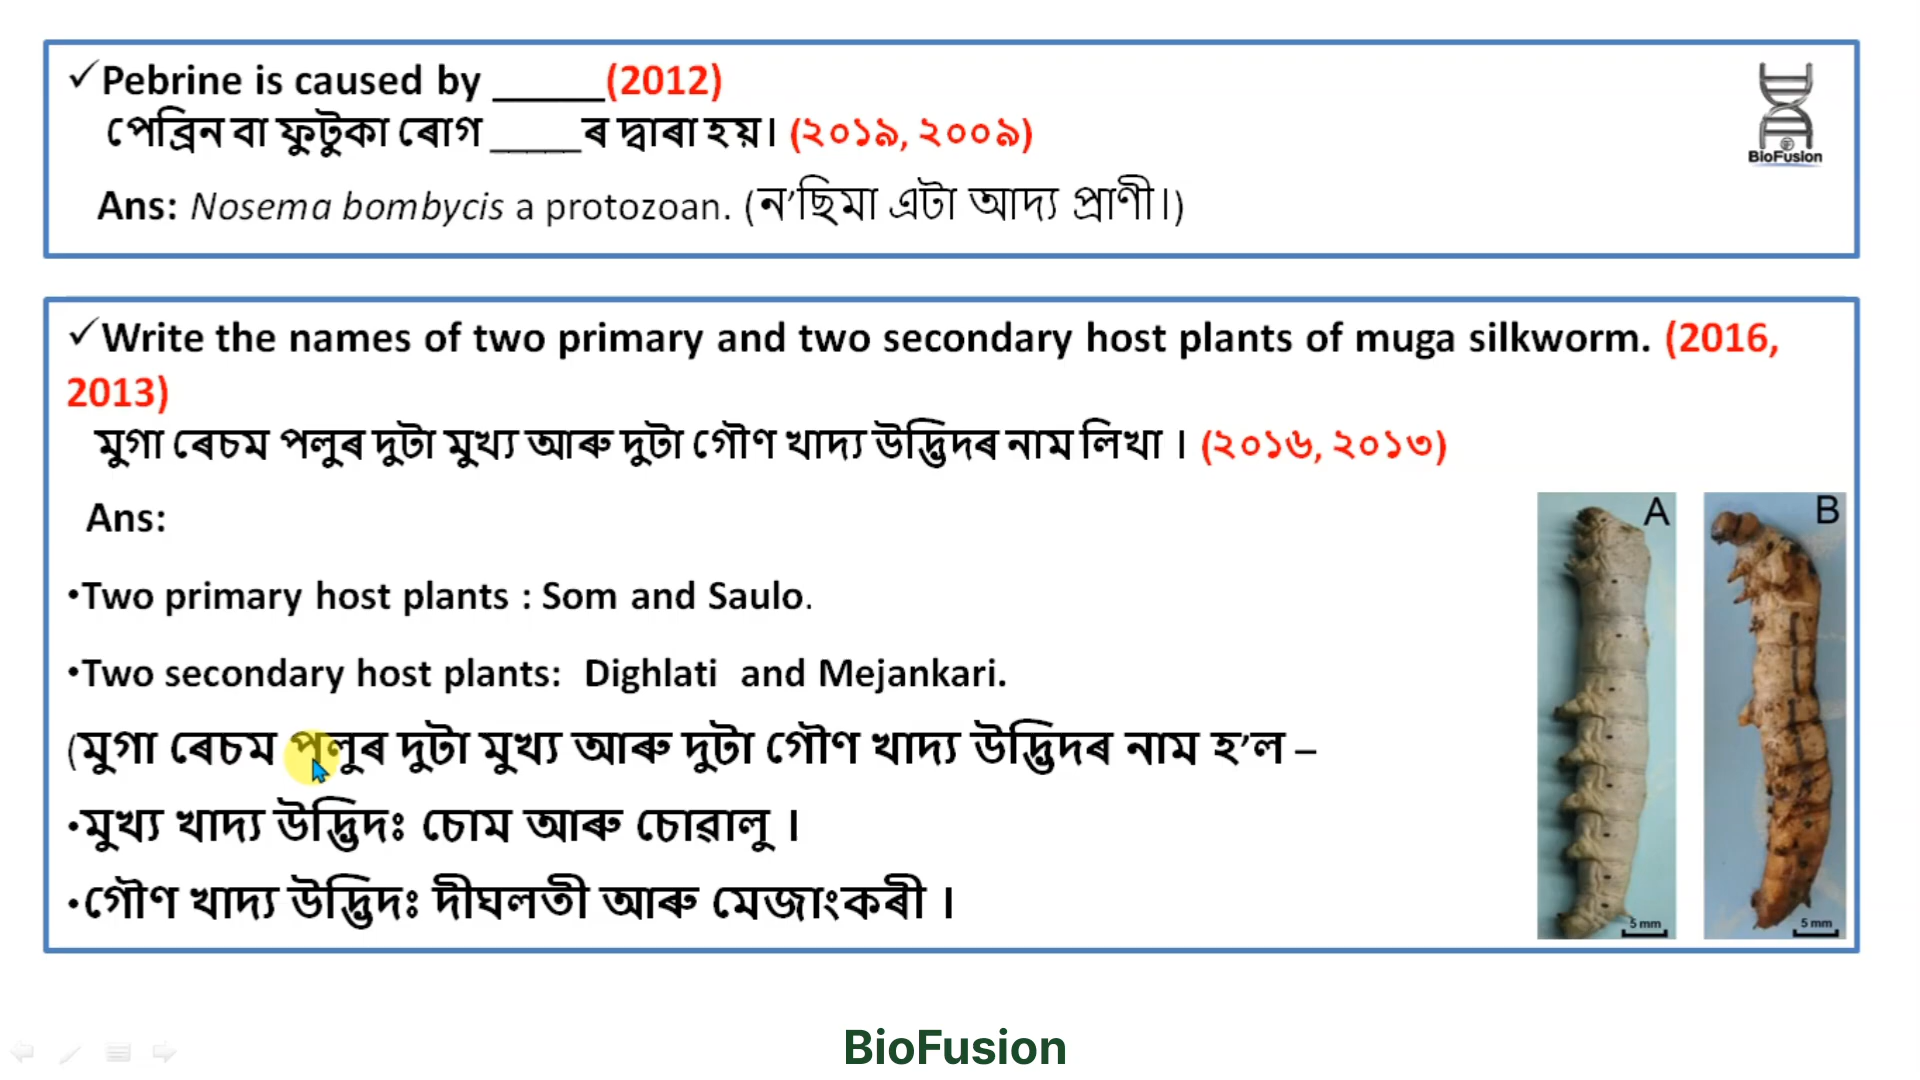 ✓Pebrine is caused by _____(2012)
পেব্ৰিন বা ফুটুকা ৰোগ _____ৰ দ্বাৰা হয়। (২০১৯, ২০০৯)
BioFusion
Ans: Nosema bombycis a protozoan. (ন’ছিমা এটা আদ্য প্ৰাণী।)
✓Write the names of two primary and two secondary host plants of muga silkworm. (2016,
2013)
মুগা ৰেচম পলুৰ দুটা মুখ্য আৰু দুটা গৌণ খাদ্য উদ্ভিদৰ নাম লিখা । (২০১৬, ২০১৩)
Ans:
•Two primary host plants : Som and Saulo.
•Two secondary host plants: Dighlati and Mejankari.
(মুগা ৰেচম পলুৰ দুটা মুখ্য আৰু দুটা গৌণ খাদ্য উদ্ভিদৰ নাম হ’ল –
•মুখ্য খাদ্য উদ্ভিদঃ চোম আৰু চোৱালু ।
•গৌণ খাদ্য উদ্ভিদঃ দীঘলতী আৰু মেজাংকৰী ।
A
B
5 mm
5 mm
BioFusion